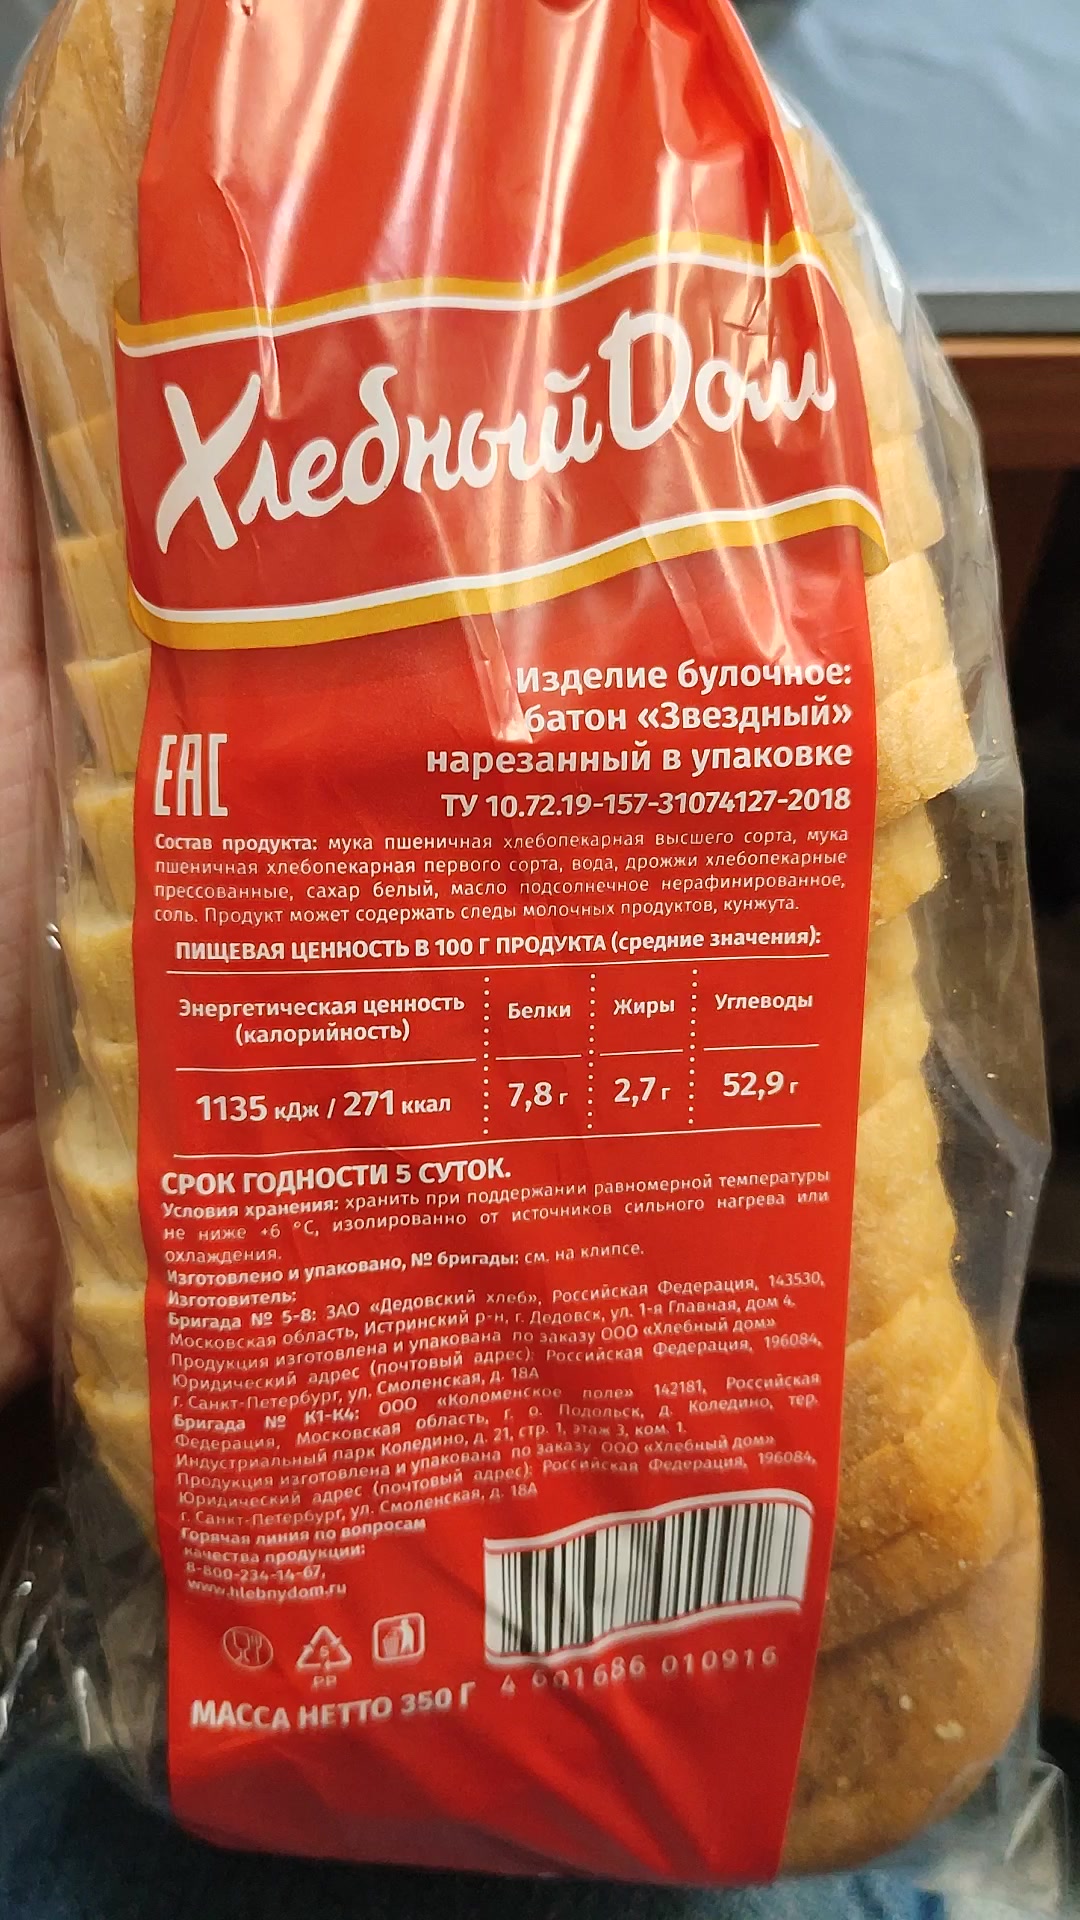 Хлебный Дом
Изделие булочное:
батон «Звездный»
нарезанный в упаковке
ТУ 10.72.19-157-31074127-2018
EAC
Состав продукта: мука пшеничная хлебопекарная высшего сорта, мука
пшеничная хлебопекарная первого сорта, вода, дрожжи хлебопекарные
прессованные, сахар белый, масло подсолнечное нерафинированное,
соль. Продукт может содержать следы молочных продуктов, кунжута.
ПИЩЕВАЯ ЦЕННОСТЬ В 100 Г ПРОДУКТА (средние значения):
Энергетическая ценность (калорийность) Белки Жиры Углеводы
1135 кДж / 271 ккал 7,8 г 2,7 г 52,9 г
СРОК ГОДНОСТИ 5 СУТОК.
Условия хранения: хранить при поддержании равномерной температуры
не ниже +6 °С, изолированно от источников сильного нагрева или
охлаждения.
Изготовлено и упаковано, № бригады: см. на клипсе.
Изготовитель:
Бригада № 5-8: ЗАО «Дедовский хлеб», Российская Федерация, 143530,
Московская область, Истринский р-н, г. Дедовск, ул. 1-я Главная, дом 4.
Продукция изготовлена и упакована по заказу ООО «Хлебный дом»
Юридический адрес (почтовый адрес): Российская Федерация, 196084,
г. Санкт-Петербург, ул. Смоленская, д. 18А
Бригада № К1-К4: ООО «Коломенское поле» 142181, Российская
Федерация, Московская область, г. о. Подольск, д. Коледино, тер.
Индустриальный парк Коледино, д. 21, стр. 1, этаж 3, ком. 1.
Продукция изготовлена и упакована по заказу ООО «Хлебный дом»
Юридический адрес (почтовый адрес): Российская Федерация, 196084,
г. Санкт-Петербург, ул. Смоленская, д. 18А
Горячая линия по вопросам
качества продукции:
8-800-234-14-67,
www.hlebnydom.ru
5
PP
4 601686 010916
МАССА НЕТТО 350 Г